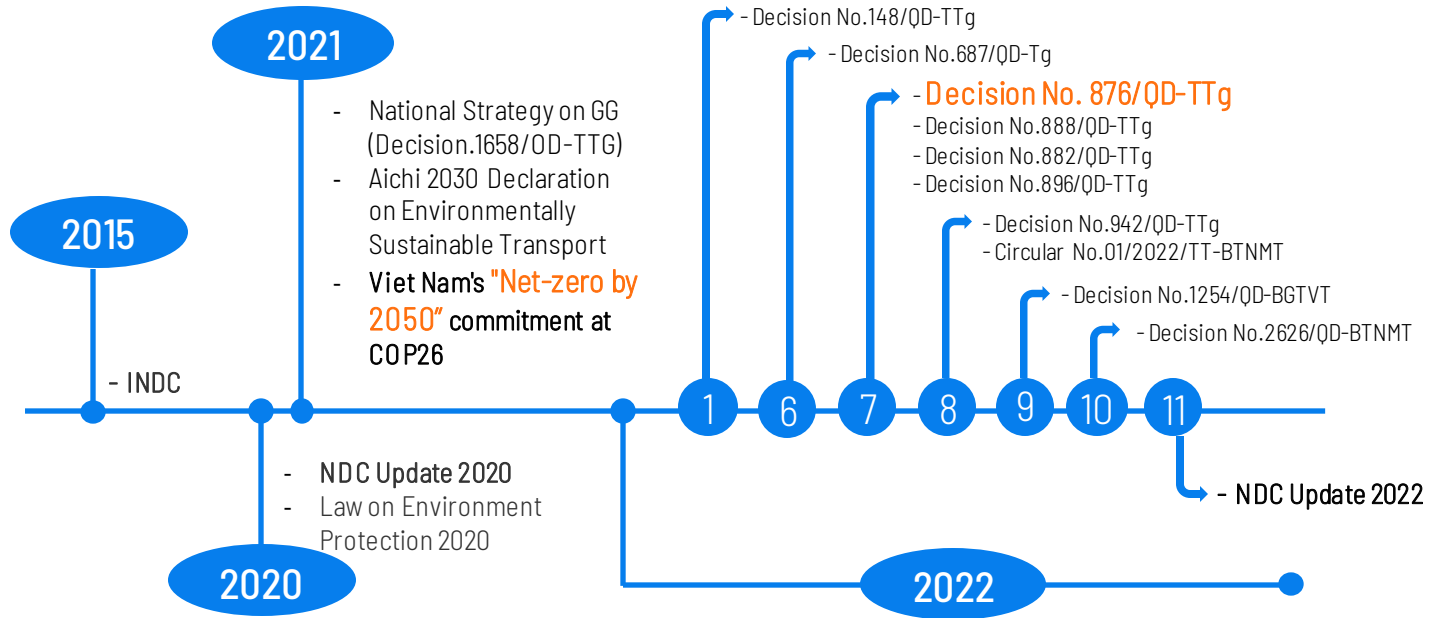 2015
- INDC
2020
- NDC Update 2020
- Law on Environment
Protection 2020
2021
- National Strategy on GG
(Decision.1658/OD-TTG)
- Aichi 2030 Declaration
on Environmentally
Sustainable Transport
- Viet Nam's "Net-zero by
2050" commitment at
COP26
2022
1
- Decision No.148/QD-TTg
6
- Decision No.687/QD-Tg
7
- Decision No. 876/QD-TTg
- Decision No.888/QD-TTg
- Decision No.882/QD-TTg
- Decision No.896/QD-TTg
8
- Decision No.942/QD-TTg
- Circular No.01/2022/TT-BTNMT
9
- Decision No.1254/QD-BGTVT
10
- Decision No.2626/QD-BTNMT
11
- NDC Update 2022